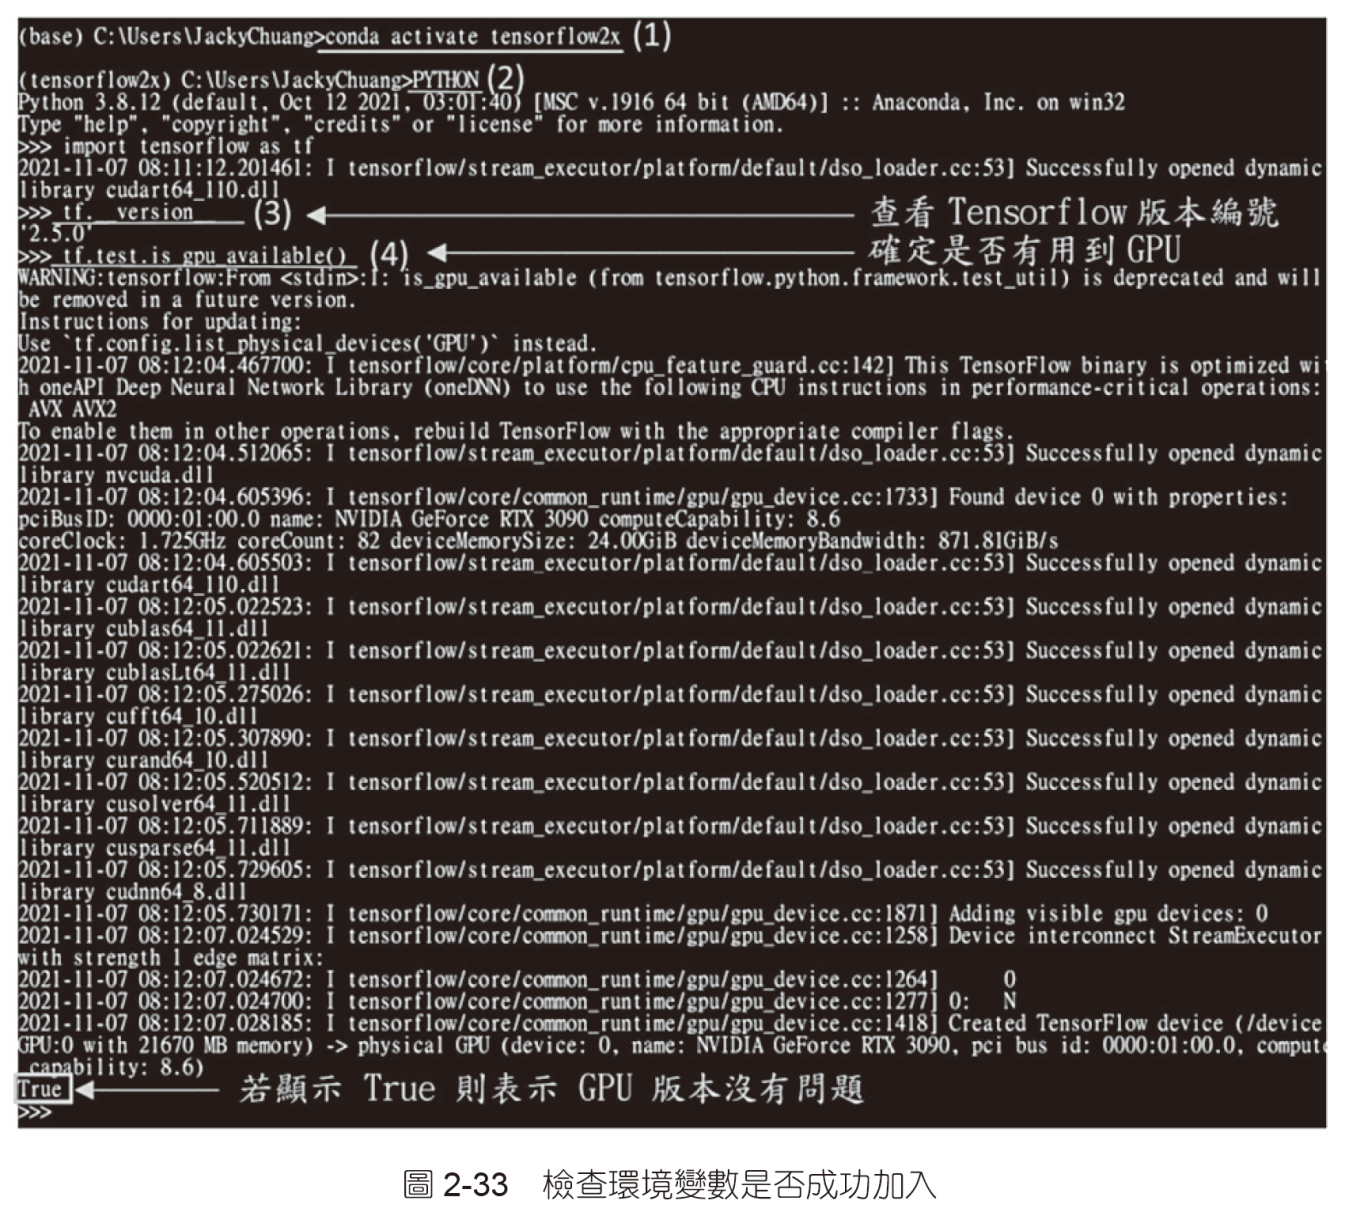 (base) C:\Users\JackyChuang>conda activate tensorflow2x (1)
(tensorflow2x) C:\Users\JackyChuang>PYTHON (2)
Python 3.8.12 (default, Oct 12 2021, 03:01:40) [MSC v.1916 64 bit (AMD64)] :: Anaconda, Inc. on win32
Type "help", "copyright", "credits" or "license" for more information.
>>> import tensorflow as tf
2021-11-07 08:11:12.201461: I tensorflow/stream_executor/platform/dso_loader.cc:53] Successfully opened dynamic
library cudart64_110.dll
>>> tf.__version__ (3) 查看 Tensorflow 版本編號
'2.5.0'
>>> tf.test.is_gpu_available() (4) 確定是否有用到 GPU
WARNING:tensorflow:From <stdin>:1: is_gpu_available (from tensorflow.python.framework.test_util) is deprecated and will
be removed in a future version.
Instructions for updating:
Use `tf.config.list_physical_devices('GPU')` instead.
2021-11-07 08:12:04.467700: I tensorflow/core/platform/cpu_feature_guard.cc:142] This TensorFlow binary is optimized wi
h oneAPI Deep Neural Network Library (oneDNN) to use the following CPU instructions in performance-critical operations:
AVX AVX2
To enable them in other operations, rebuild TensorFlow with the appropriate compiler flags.
2021-11-07 08:12:04.512065: I tensorflow/stream_executor/platform/default/dso_loader.cc:53] Successfully opened dynamic
library nvcuda.dll
2021-11-07 08:12:04.605396: I tensorflow/core/common_runtime/gpu/gpu_device.cc:1733] Found device 0 with properties:
pciBusID: 0000:01:00.0 name: NVIDIA GeForce RTX 3090 computeCapability: 8.6
coreClock: 1.725GHz coreCount: 82 deviceMemorySize: 24.00GiB deviceMemoryBandwidth: 871.81GiB/s
2021-11-07 08:12:04.605503: I tensorflow/stream_executor/platform/default/dso_loader.cc:53] Successfully opened dynamic
library cudart64_110.dll
2021-11-07 08:12:05.022523: I tensorflow/stream_executor/platform/default/dso_loader.cc:53] Successfully opened dynamic
library cublas64_11.dll
2021-11-07 08:12:05.022621: I tensorflow/stream_executor/platform/default/dso_loader.cc:53] Successfully opened dynamic
library cublasLt64_11.dll
2021-11-07 08:12:05.275026: I tensorflow/stream_executor/platform/default/dso_loader.cc:53] Successfully opened dynamic
library cufft64_10.dll
2021-11-07 08:12:05.307890: I tensorflow/stream_executor/platform/default/dso_loader.cc:53] Successfully opened dynamic
library curand64_10.dll
2021-11-07 08:12:05.520512: I tensorflow/stream_executor/platform/default/dso_loader.cc:53] Successfully opened dynamic
library cusolver64_11.dll
2021-11-07 08:12:05.711889: I tensorflow/stream_executor/platform/default/dso_loader.cc:53] Successfully opened dynamic
library cusparse64_11.dll
2021-11-07 08:12:05.729605: I tensorflow/stream_executor/platform/default/dso_loader.cc:53] Successfully opened dynamic
library cudnn64_8.dll
2021-11-07 08:12:05.730171: I tensorflow/core/common_runtime/gpu/gpu_device.cc:1871] Adding visible gpu devices: 0
2021-11-07 08:12:07.024529: I tensorflow/core/common_runtime/gpu/gpu_device.cc:1258] Device interconnect StreamExecutor
with strength 1 edge matrix:
2021-11-07 08:12:07.024672: I tensorflow/core/common_runtime/gpu/gpu_device.cc:1264] 0
2021-11-07 08:12:07.024700: I tensorflow/core/common_runtime/gpu/gpu_device.cc:1277] 0: N
2021-11-07 08:12:07.028185: I tensorflow/core/common_runtime/gpu/gpu_device.cc:1418] Created TensorFlow device (/device
GPU:0 with 21670 MB memory) -> physical GPU (device: 0, name: NVIDIA GeForce RTX 3090, pci bus id: 0000:01:00.0, compute
capability: 8.6)
True 若顯示 True 則表示 GPU 版本沒有問題
>>>
圖 2-33 檢查環境變數是否成功加入